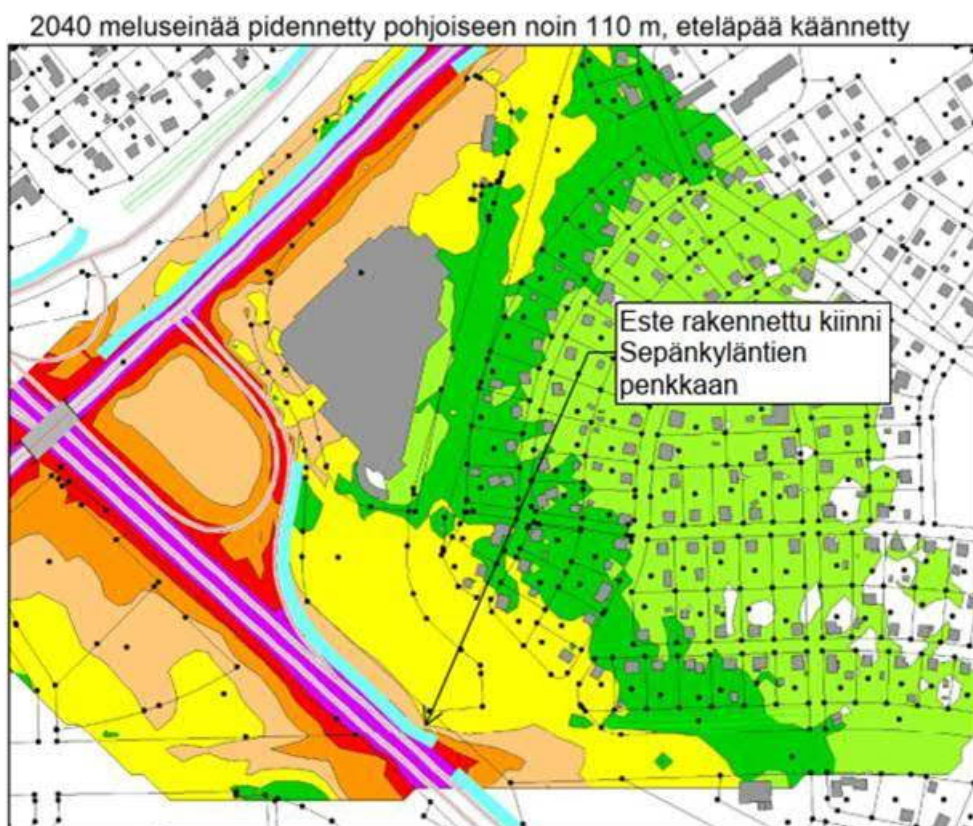 2040 meluseinää pidennetty pohjoiseen noin 110 m, eteläpää käännetty
Este rakennettu kiinni
Sepänkyläntien
penkkaan